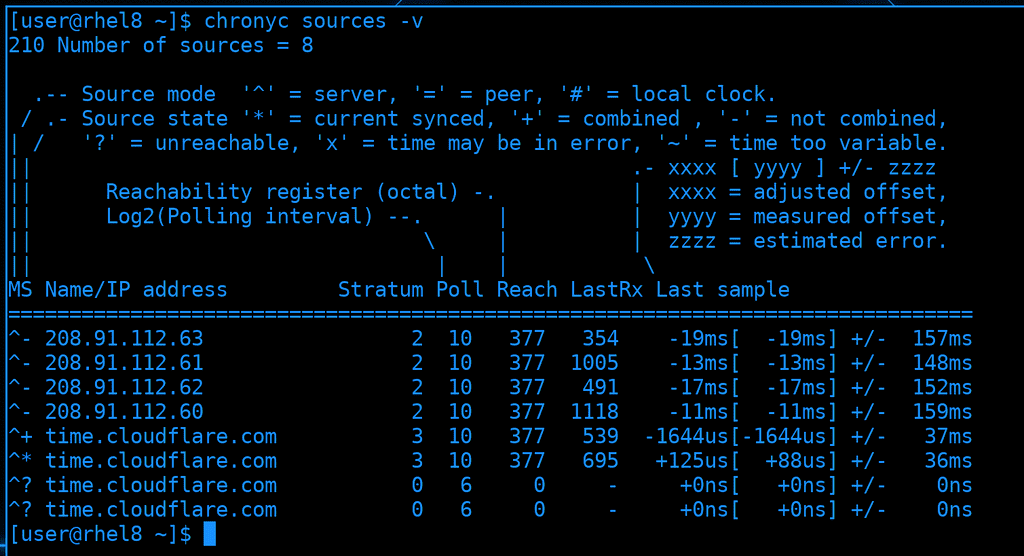 [user@rhel8 ~]$ chronyc sources -v
210 Number of sources = 8

  .-- Source mode  '^' = server, '=' = peer, '#' = local clock.
 / .- Source state '*' = current synced, '+' = combined , '-' = not combined,
| /   '?' = unreachable, 'x' = time may be in error, '~' = time too variable.
||                                                 .- xxxx [ yyyy ] +/- zzzz
||      Reachability register (octal) -.           |  xxxx = adjusted offset,
||      Log2(Polling interval) --.      |          |  yyyy = measured offset,
||                                \     |          |  zzzz = estimated error.
||                                 |    |           \
MS Name/IP address         Stratum Poll Reach LastRx Last sample
===============================================================================
^- 208.91.112.63                 2  10   377   354    -19ms[  -19ms] +/-  157ms
^- 208.91.112.61                 2  10   377  1005    -13ms[  -13ms] +/-  148ms
^- 208.91.112.62                 2  10   377   491    -17ms[  -17ms] +/-  152ms
^- 208.91.112.60                 2  10   377  1118    -11ms[  -11ms] +/-  159ms
^+ time.cloudflare.com           3  10   377   539  -1644us[-1644us] +/-   37ms
^* time.cloudflare.com           3  10   377   695   +125us[  +88us] +/-   36ms
^? time.cloudflare.com           0   6     0     -     +0ns[   +0ns] +/-    0ns
^? time.cloudflare.com           0   6     0     -     +0ns[   +0ns] +/-    0ns
[user@rhel8 ~]$